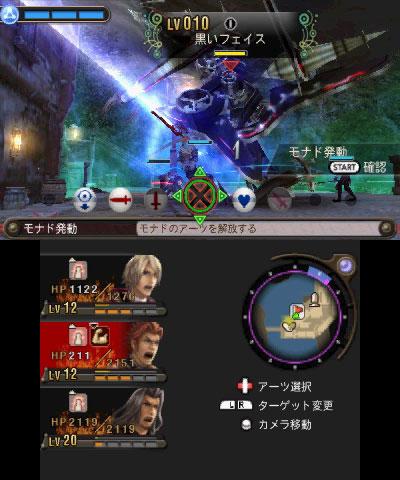 LV 010 1
黒いフェイス
モナド発動
START 確認
モナド発動 モナドのアーツを解放する
HP 1122 1276
LV 12
HP 211 2151
LV 12
アーツ選択
L R ターゲット変更
カメラ移動
HP 2119 2119
LV 20